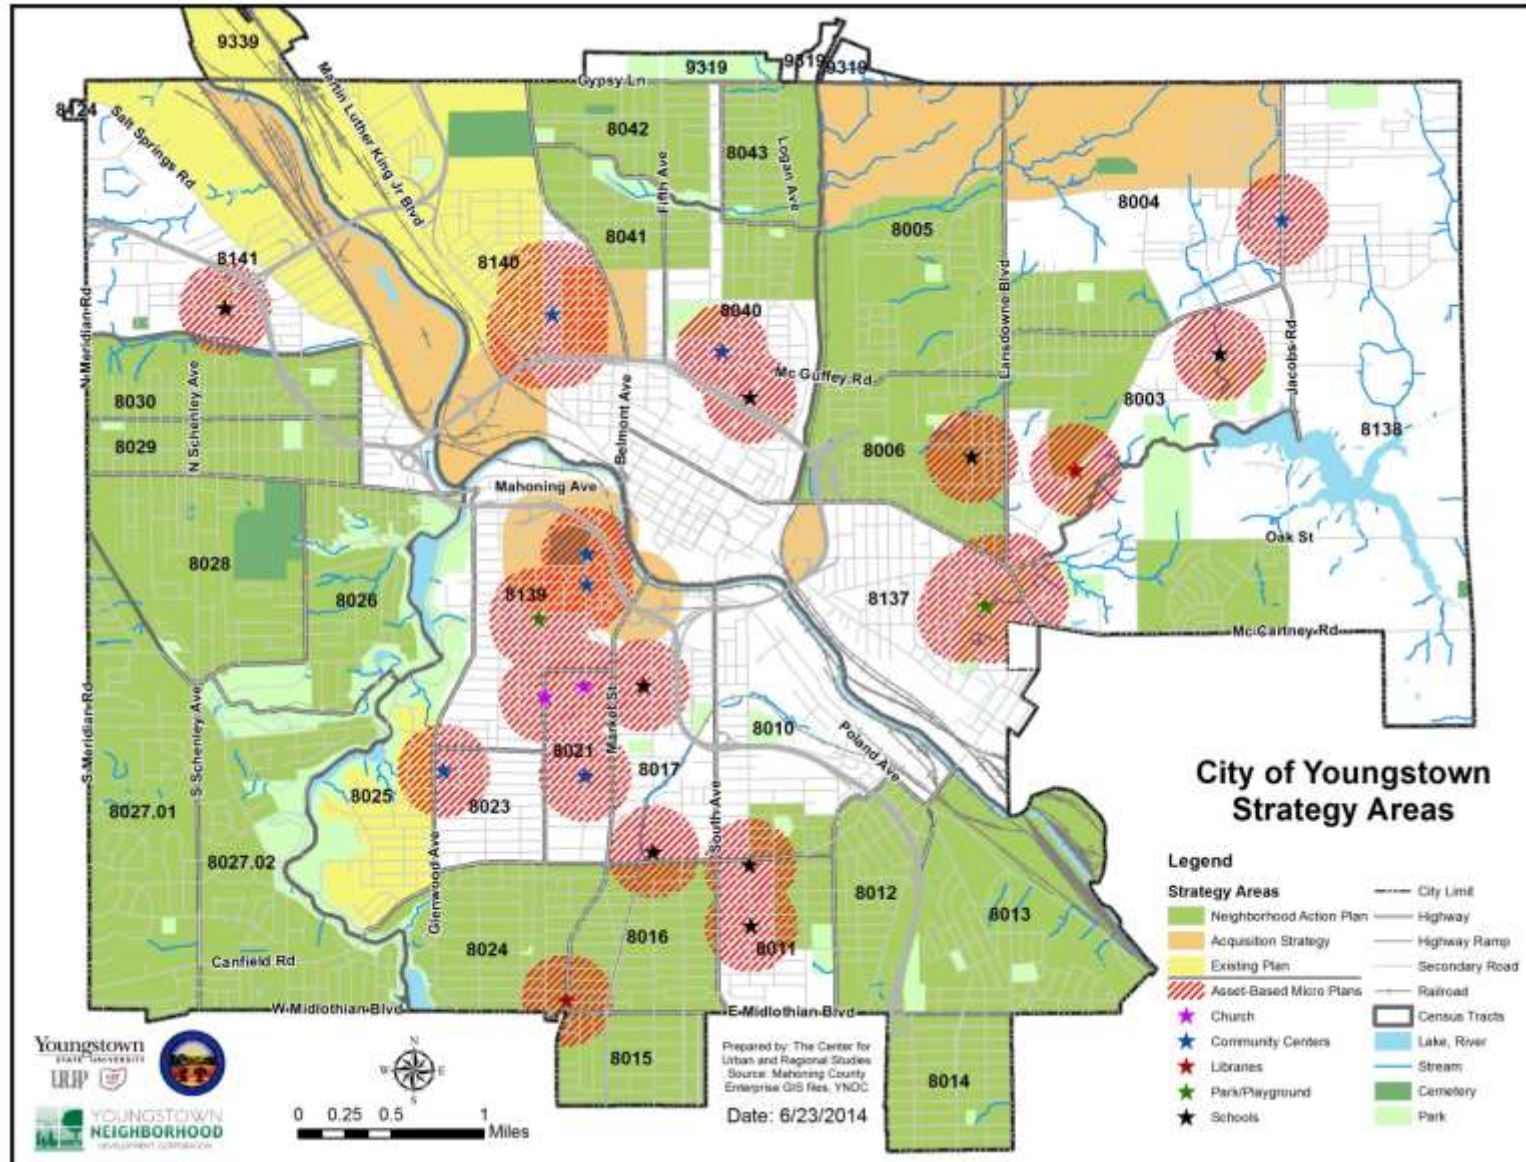 9339
9319
9319
9319
Gypsy Ln
8124
Salt Springs Rd
Martin Luther King Jr Blvd
8042
8043
Fifth Ave
Logan Ave
8004
8005
8041
8141
8140
8040
N Meridian Rd
Lansdowne Blvd
Jacobs Rd
Mc Guffey Rd
N Schenley Ave
Belmont Ave
8030
8029
8003
8138
8006
Mahoning Ave
Oak St
8028
8026
8139
8137
Mc Cartney Rd
S Meridian Rd
S Schenley Ave
Market St
8010
Poland Ave
8021
8017
8025
8023
South Ave
8027.01
8027.02
Glenwood Ave
8012
8013
8024
8016
8011
Canfield Rd
W Midlothian Blvd
E Midlothian Blvd
8015
8014
City of Youngstown
Strategy Areas
Legend
Strategy Areas
Neighborhood Action Plan
Acquisition Strategy
Existing Plan
Asset-Based Micro Plans
Church
Community Centers
Libraries
Park/Playground
Schools
City Limit
Highway
Highway Ramp
Secondary Road
Railroad
Census Tracts
Lake, River
Stream
Cemetery
Park
Youngstown
STATE UNIVERSITY
YOUNGSTOWN
NEIGHBORHOOD
DEVELOPMENT CORPORATION
N
W E
S
0 0.25 0.5 1
Miles
Prepared by: The Center for
Urban and Regional Studies
Source: Mahoning County
Enterprise GIS files, YNDC
Date: 6/23/2014